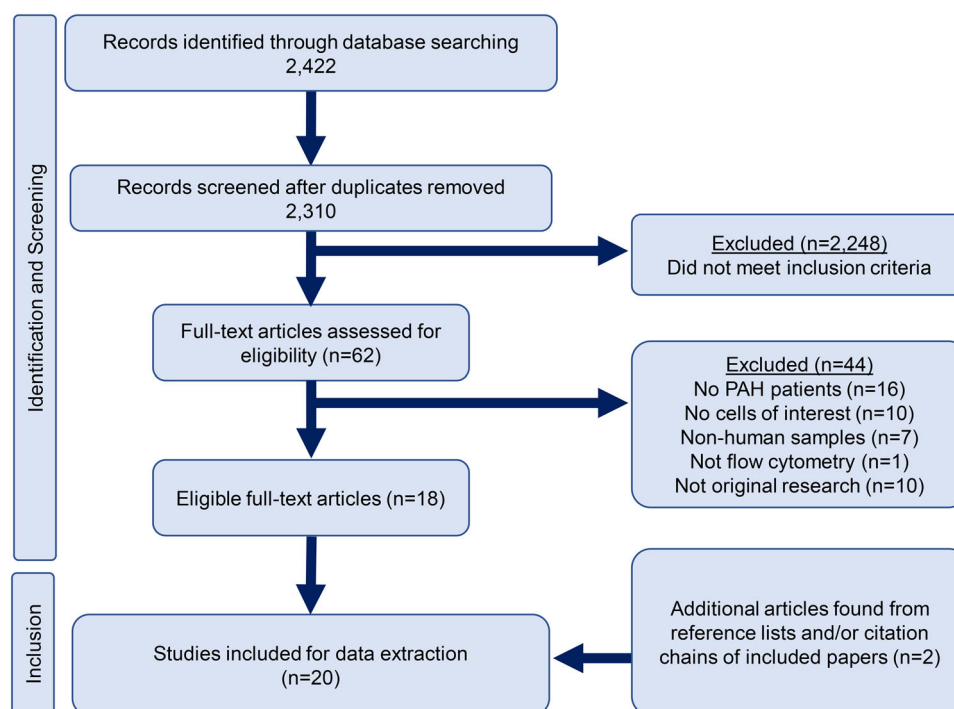 Identification and Screening
Records identified through database searching
2,422
Records screened after duplicates removed
2,310
Excluded (n=2,248)
Did not meet inclusion criteria
Full-text articles assessed for
eligibility (n=62)
Excluded (n=44)
No PAH patients (n=16)
No cells of interest (n=10)
Non-human samples (n=7)
Not flow cytometry (n=1)
Not original research (n=10)
Eligible full-text articles (n=18)
Inclusion
Additional articles found from
reference lists and/or citation
chains of included papers (n=2)
Studies included for data extraction
(n=20)